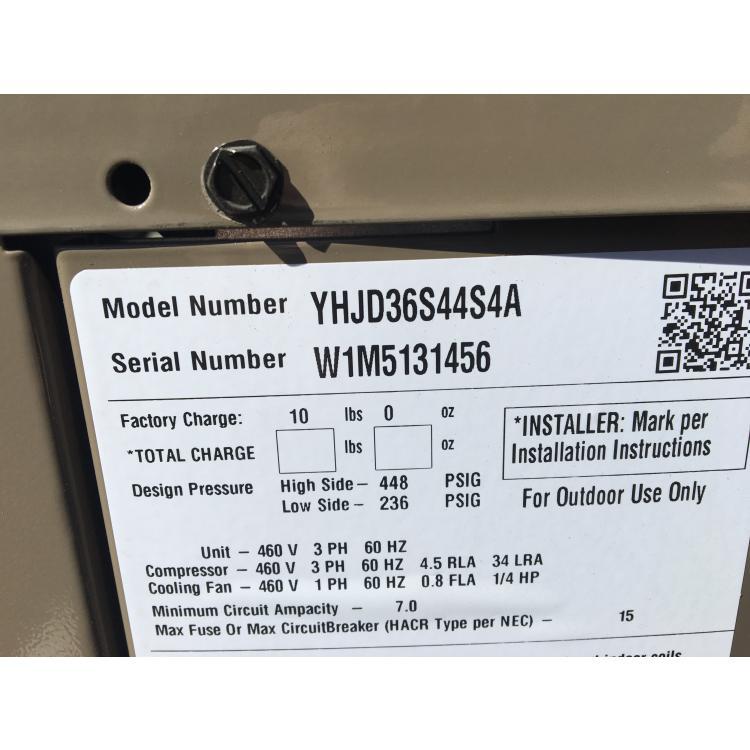 Model Number YHJD36S44S4A
Serial Number W1M5131456
Factory Charge: 10 lbs 0 oz
*TOTAL CHARGE lbs oz
*INSTALLER: Mark per
Installation Instructions
Design Pressure High Side – 448 PSIG
Low Side – 236 PSIG
For Outdoor Use Only
Unit – 460 V 3 PH 60 HZ
Compressor – 460 V 3 PH 60 HZ 4.5 RLA 34 LRA
Cooling Fan – 460 V 1 PH 60 HZ 0.8 FLA 1/4 HP
Minimum Circuit Ampacity – 7.0
Max Fuse Or Max CircuitBreaker (HACR Type per NEC) – 15
coils